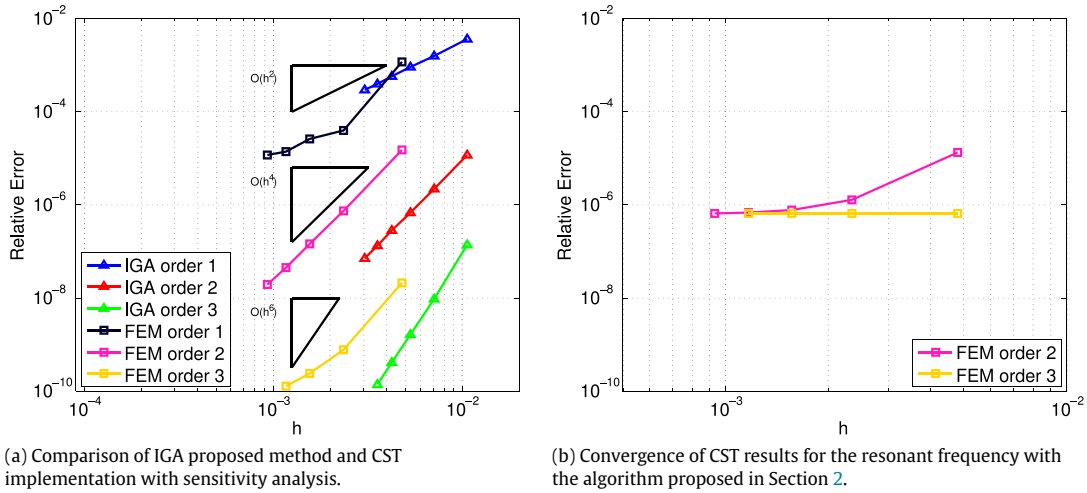 10⁻²
10⁻⁴
10⁻⁶
10⁻⁸
10⁻¹⁰
Relative Error
O(h²)
O(h⁴)
O(h⁶)
IGA order 1
IGA order 2
IGA order 3
FEM order 1
FEM order 2
FEM order 3
10⁻⁴
10⁻³
10⁻²
h
(a) Comparison of IGA proposed method and CST
implementation with sensitivity analysis.
10⁻²
10⁻⁴
10⁻⁶
10⁻⁸
10⁻¹⁰
Relative Error
FEM order 2
FEM order 3
10⁻³
10⁻²
h
(b) Convergence of CST results for the resonant frequency with
the algorithm proposed in Section 2.